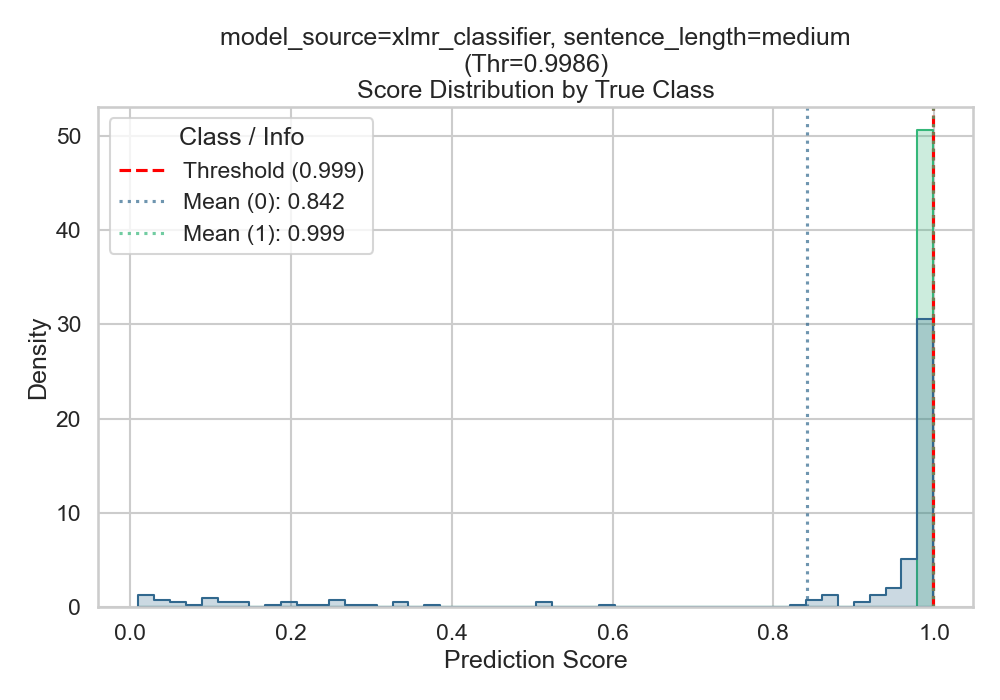 model_source=xlmr_classifier, sentence_length=medium
(Thr=0.9986)
Score Distribution by True Class
Class / Info
Threshold (0.999)
Mean (0): 0.842
Mean (1): 0.999
Density
50
40
30
20
10
0
0.0 0.2 0.4 0.6 0.8 1.0
Prediction Score